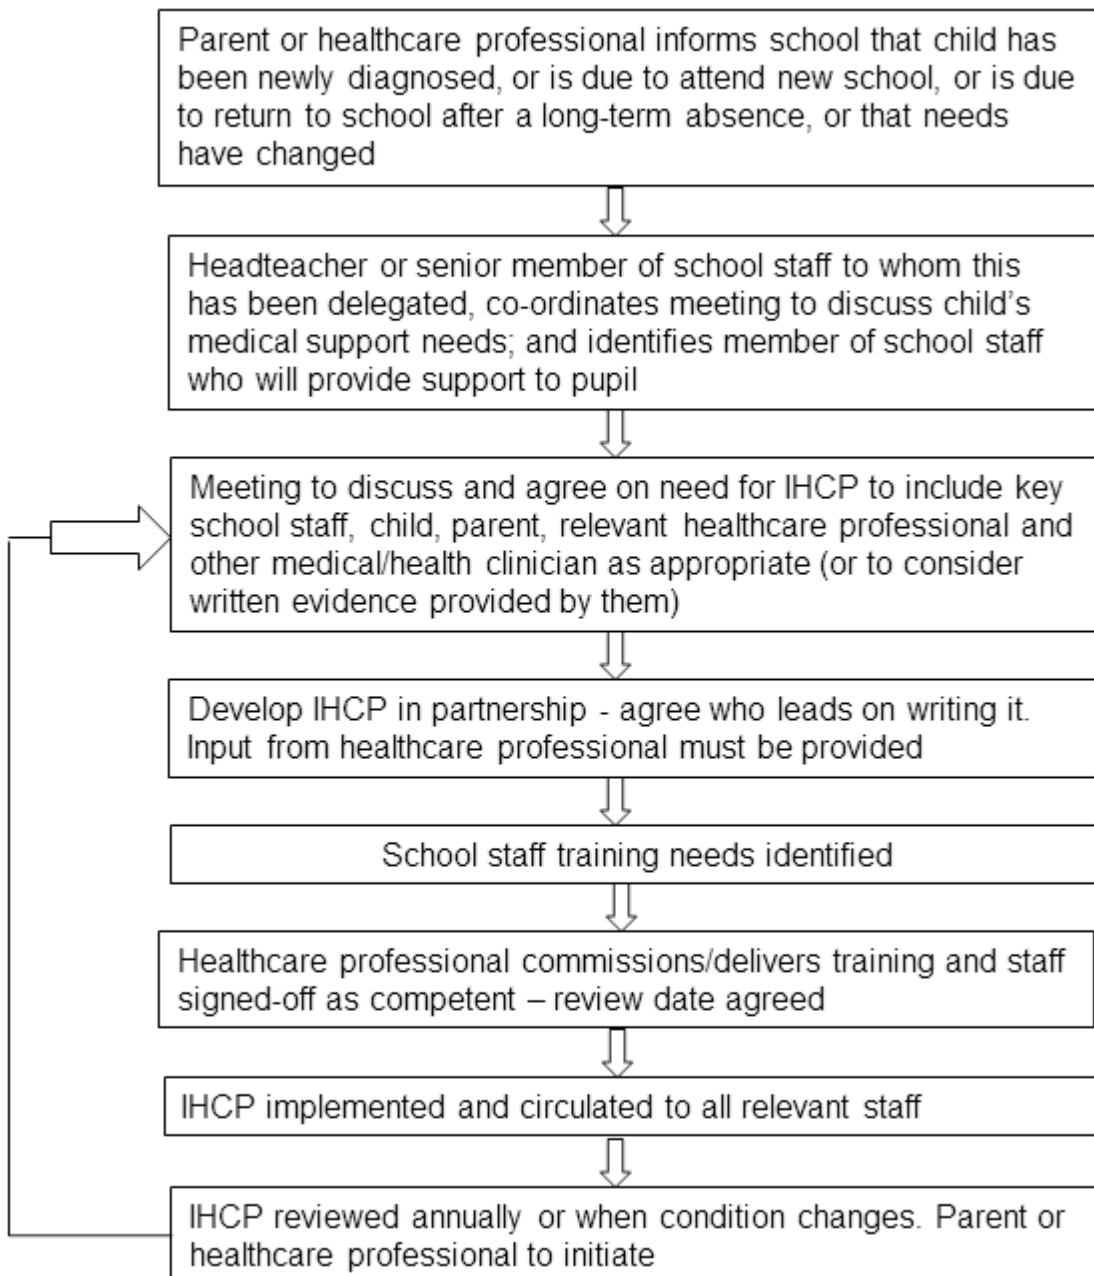 Parent or healthcare professional informs school that child has
been newly diagnosed, or is due to attend new school, or is due
to return to school after a long-term absence, or that needs
have changed
Headteacher or senior member of school staff to whom this
has been delegated, co-ordinates meeting to discuss child's
medical support needs; and identifies member of school staff
who will provide support to pupil
Meeting to discuss and agree on need for IHCP to include key
school staff, child, parent, relevant healthcare professional and
other medical/health clinician as appropriate (or to consider
written evidence provided by them)
Develop IHCP in partnership - agree who leads on writing it.
Input from healthcare professional must be provided
School staff training needs identified
Healthcare professional commissions/delivers training and staff
signed-off as competent – review date agreed
IHCP implemented and circulated to all relevant staff
IHCP reviewed annually or when condition changes. Parent or
healthcare professional to initiate